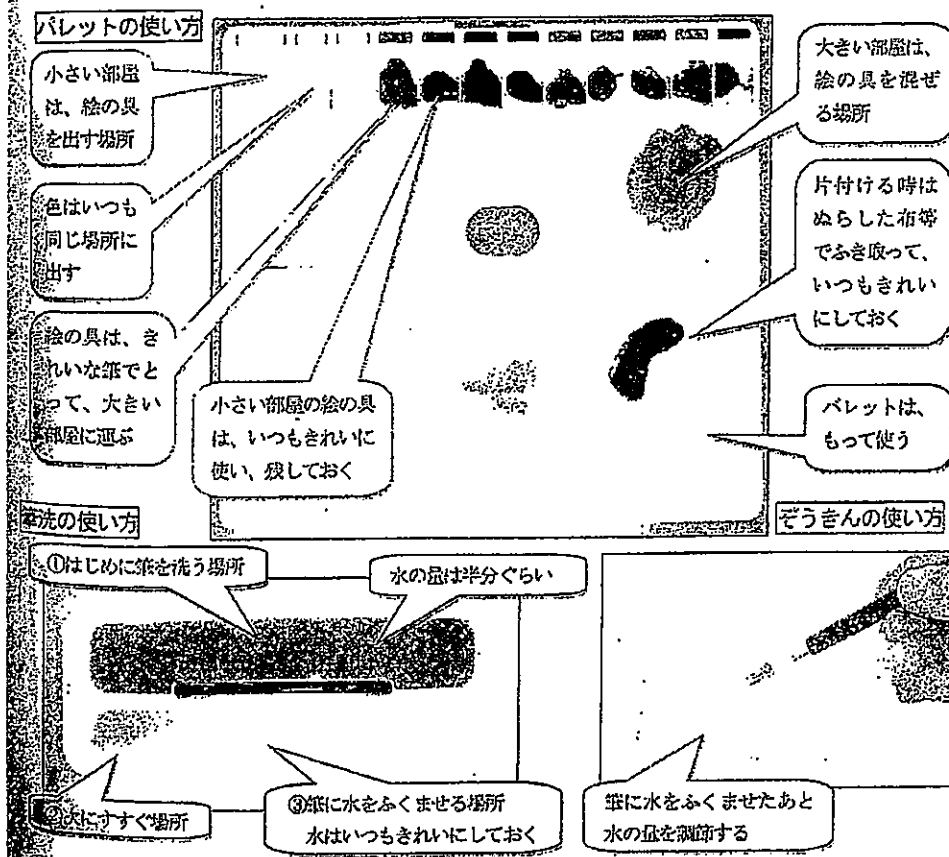 パレットの使い方
小さい部屋
は、絵の具
を出す場所
色はいつも
同じ場所に
出す
絵の具は、き
れいな筆でと
って、大きい
部屋に運ぶ
小さい部屋の絵の具
は、いつもきれいに
使い、残しておく
大きい部屋は、
絵の具を混ぜ
る場所
片付ける時は
ぬらした布等
でふき取って、
いつもきれい
にしておく
パレットは、
もって使う
筆洗の使い方
①はじめに筆を洗う場所
水の量は半分ぐらい
②次にすすぐ場所
③筆に水をふくませる場所
水はいつもきれいにしておく
ぞうきんの使い方
筆に水をふくませたあと
水の量を調節する